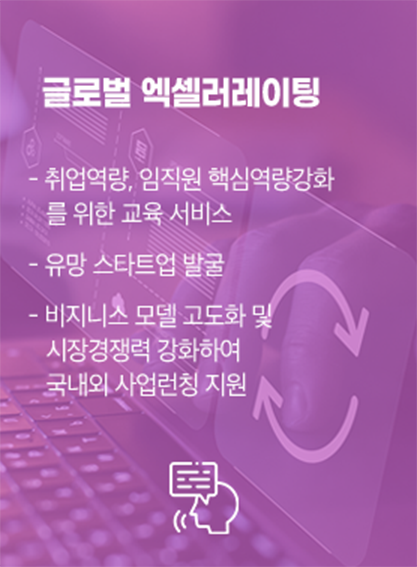 글로벌 엑셀러레이팅
- 취업역량, 임직원 핵심역량강화
를 위한 교육 서비스
- 유망 스타트업 발굴
- 비지니스 모델 고도화 및
시장경쟁력 강화하여
국내외 사업런칭 지원